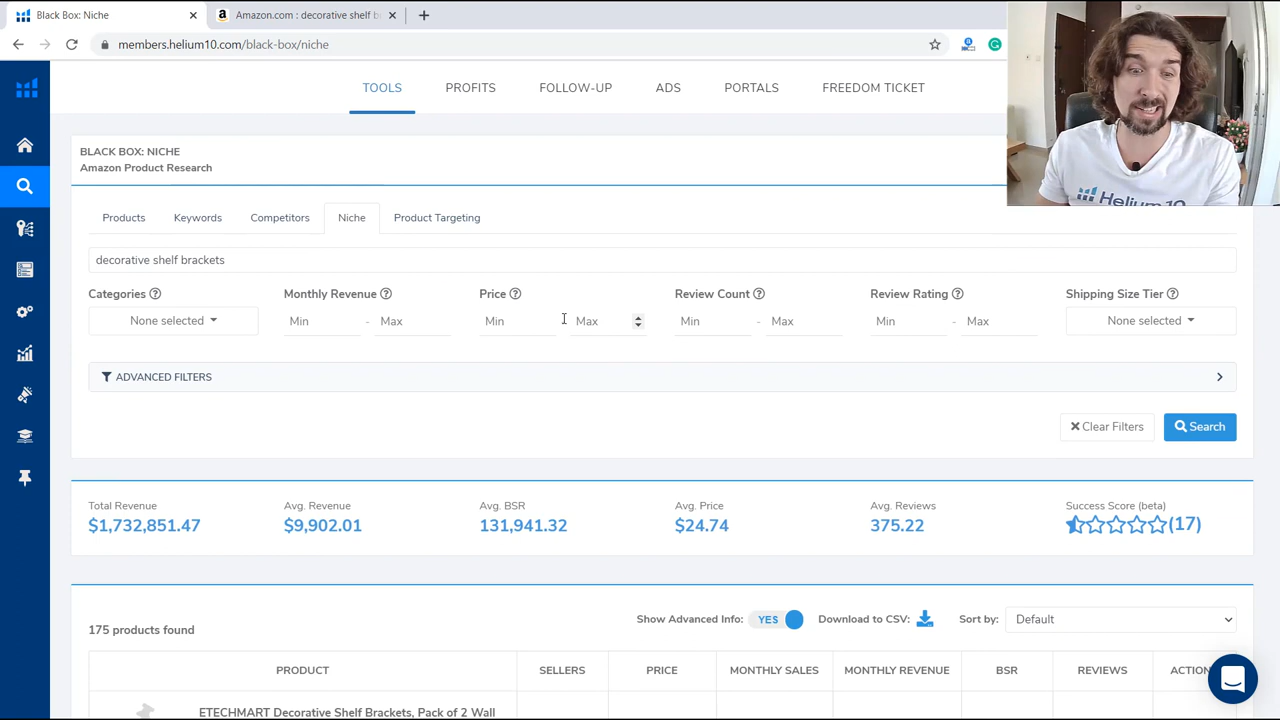 Black Box: Niche
Amazon.com : decorative shelf b
members.helium10.com/black-box/niche
TOOLS
PROFITS
FOLLOW-UP
ADS
PORTALS
FREEDOM TICKET
BLACK BOX: NICHE
Amazon Product Research
Helium10
Products
Keywords
Competitors
Niche
Product Targeting
decorative shelf brackets
Categories
Monthly Revenue
Price
Review Count
Review Rating
Shipping Size Tier
None selected
Min - Max
Min
Max
Min - Max
Min - Max
None selected
ADVANCED FILTERS
Clear Filters
Search
Total Revenue
Avg. Revenue
Avg. BSR
Avg. Price
Avg. Reviews
Success Score (beta)
$1,732,851.47
$9,902.01
131,941.32
$24.74
375.22
(17)
175 products found
Show Advanced Info: YES
Download to CSV:
Sort by: Default
PRODUCT
SELLERS
PRICE
MONTHLY SALES
MONTHLY REVENUE
BSR
REVIEWS
ACTION
ETECHMART Decorative Shelf Brackets, Pack of 2 Wall